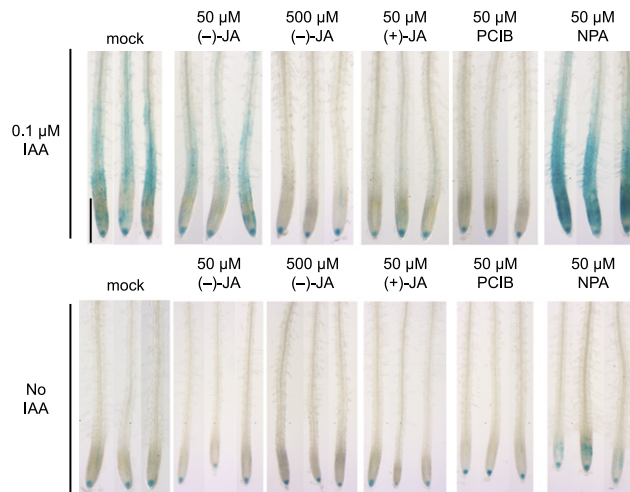 50 μM 500 μM 50 μM 50 μM 50 μM
mock (–)-JA (–)-JA (+)-JA PCIB NPA
0.1 μM
IAA
50 μM 500 μM 50 μM 50 μM 50 μM
mock (–)-JA (–)-JA (+)-JA PCIB NPA
No
IAA